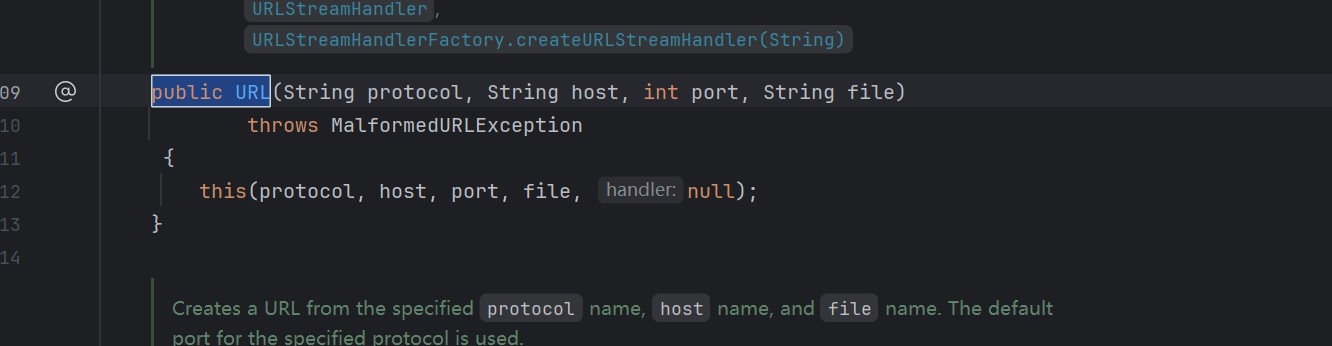 URLStreamHandler,
URLStreamHandlerFactory.createURLStreamHandler(String)
09 @ public URL(String protocol, String host, int port, String file)
10 throws MalformedURLException
11 {
12 this(protocol, host, port, file, handler: null);
13 }
14
Creates a URL from the specified protocol name, host name, and file name. The default
port for the specified protocol is used.